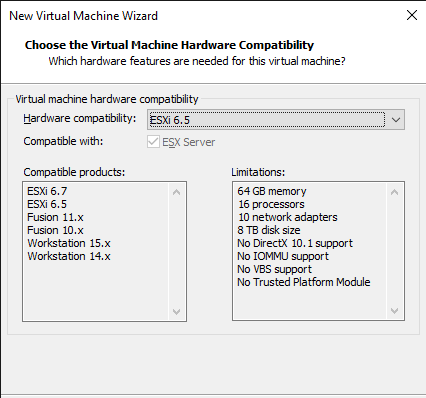 New Virtual Machine Wizard
Choose the Virtual Machine Hardware Compatibility
Which hardware features are needed for this virtual machine?
Virtual machine hardware compatibility
Hardware compatibility:
ESXi 6.5
Compatible with:
ESX Server
Compatible products:
ESXi 6.7
ESXi 6.5
Fusion 11.x
Fusion 10.x
Workstation 15.x
Workstation 14.x
Limitations:
64 GB memory
16 processors
10 network adapters
8 TB disk size
No DirectX 10.1 support
No IOMMU support
No VBS support
No Trusted Platform Module